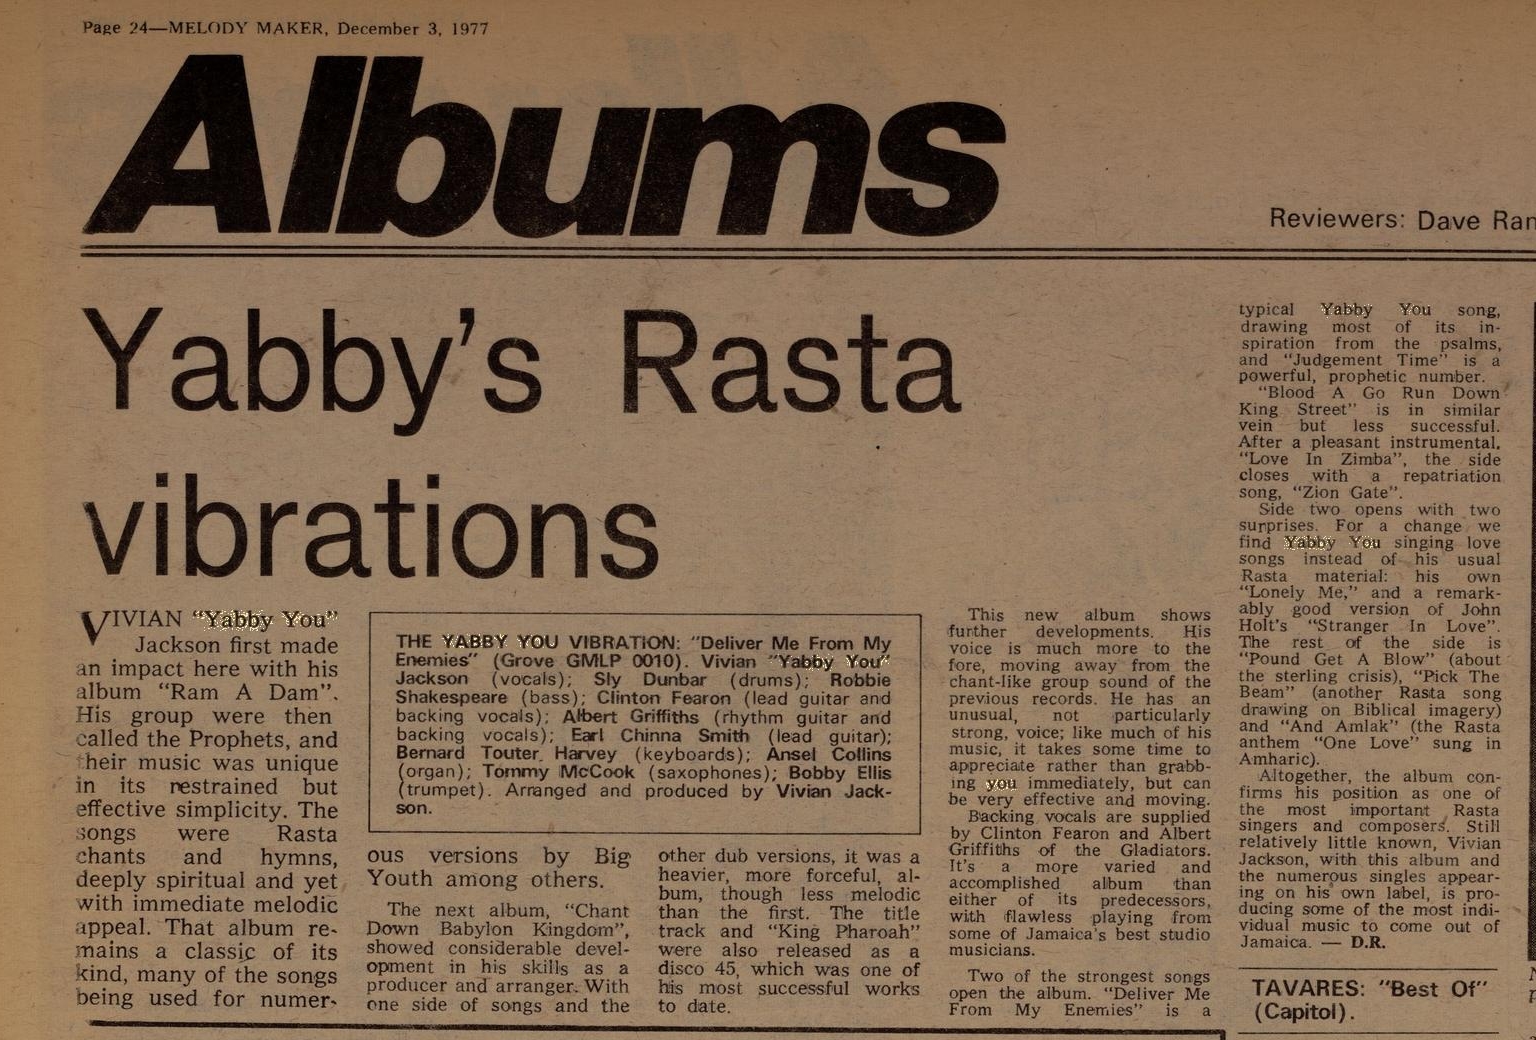 Page 24—MELODY MAKER, December 3, 1977
Albums
Reviewers: Dave
Yabby's Rasta
vibrations
VIVIAN "Yabby You"
Jackson first made
an impact here with his
album "Ram A Dam".
His group were then
called the Prophets, and
their music was unique
in its restrained but
effective simplicity. The
songs were Rasta
chants and hymns,
deeply spiritual and yet
with immediate melodic
appeal. That album re-
mains a classic of its
kind, many of the songs
being used for numer-
THE YABBY YOU VIBRATION: "Deliver Me From My
Enemies" (Grove GMLP 0010). Vivian "Yabby You"
Jackson (vocals); Sly Dunbar (drums); Robbie
Shakespeare (bass); Clinton Fearon (lead guitar and
backing vocals); Albert Griffiths (rhythm guitar and
backing vocals); Earl Chinna Smith (lead guitar);
Bernard Touter Harvey (keyboards); Ansel Collins
(organ); Tommy McCook (saxophones); Bobby Ellis
(trumpet). Arranged and produced by Vivian Jack-
son.
ous versions by Big
Youth among others.
The next album, "Chant
Down Babylon Kingdom",
showed considerable devel-
opment in his skills as a
producer and arranger. With
one side of songs and the
other dub versions, it was a
heavier, more forceful, al-
bum, though less melodic
than the first. The title
track and "King Pharoah"
were also released as a
disco 45, which was one of
his most successful works
to date.
This new album shows
further developments. His
voice is much more to the
fore, moving away from the
chant-like group sound of the
previous records. He has an
unusual, not particularly
strong, voice; like much of his
music, it takes some time to
appreciate rather than grabb-
ing you immediately, but can
be very effective and moving.
Backing vocals are supplied
by Clinton Fearon and Albert
Griffiths of the Gladiators.
It's a more varied and
accomplished album than
either of its predecessors,
with flawless playing from
some of Jamaica's best studio
musicians.
Two of the strongest songs
open the album. "Deliver Me
From My Enemies" is a
typical Yabby You song,
drawing most of its in-
spiration from the psalms,
and "Judgement Time" is a
powerful, prophetic number.
"Blood A Go Run Down
King Street" is in similar
vein but less successful.
After a pleasant instrumental,
"Love In Zimba", the side
closes with a repatriation
song, "Zion Gate".
Side two opens with two
surprises. For a change we
find Yabby You singing love
songs instead of his usual
Rasta material: his own
"Lonely Me," and a remark-
ably good version of John
Holt's "Stranger In Love".
The rest of the side is
"Pound Get A Blow" (about
the sterling crisis), "Pick The
Beam" (another Rasta song
drawing on Biblical imagery)
and "And Amlak" (the Rasta
anthem "One Love" sung in
Amharic).
Altogether, the album con-
firms his position as one of
the most important Rasta
singers and composers. Still
relatively little known, Vivian
Jackson, with this album and
the numerous singles appear-
ing on his own label, is pro-
ducing some of the most indi-
vidual music to come out of
Jamaica. — D.R.
TAVARES: "Best Of"
(Capitol).